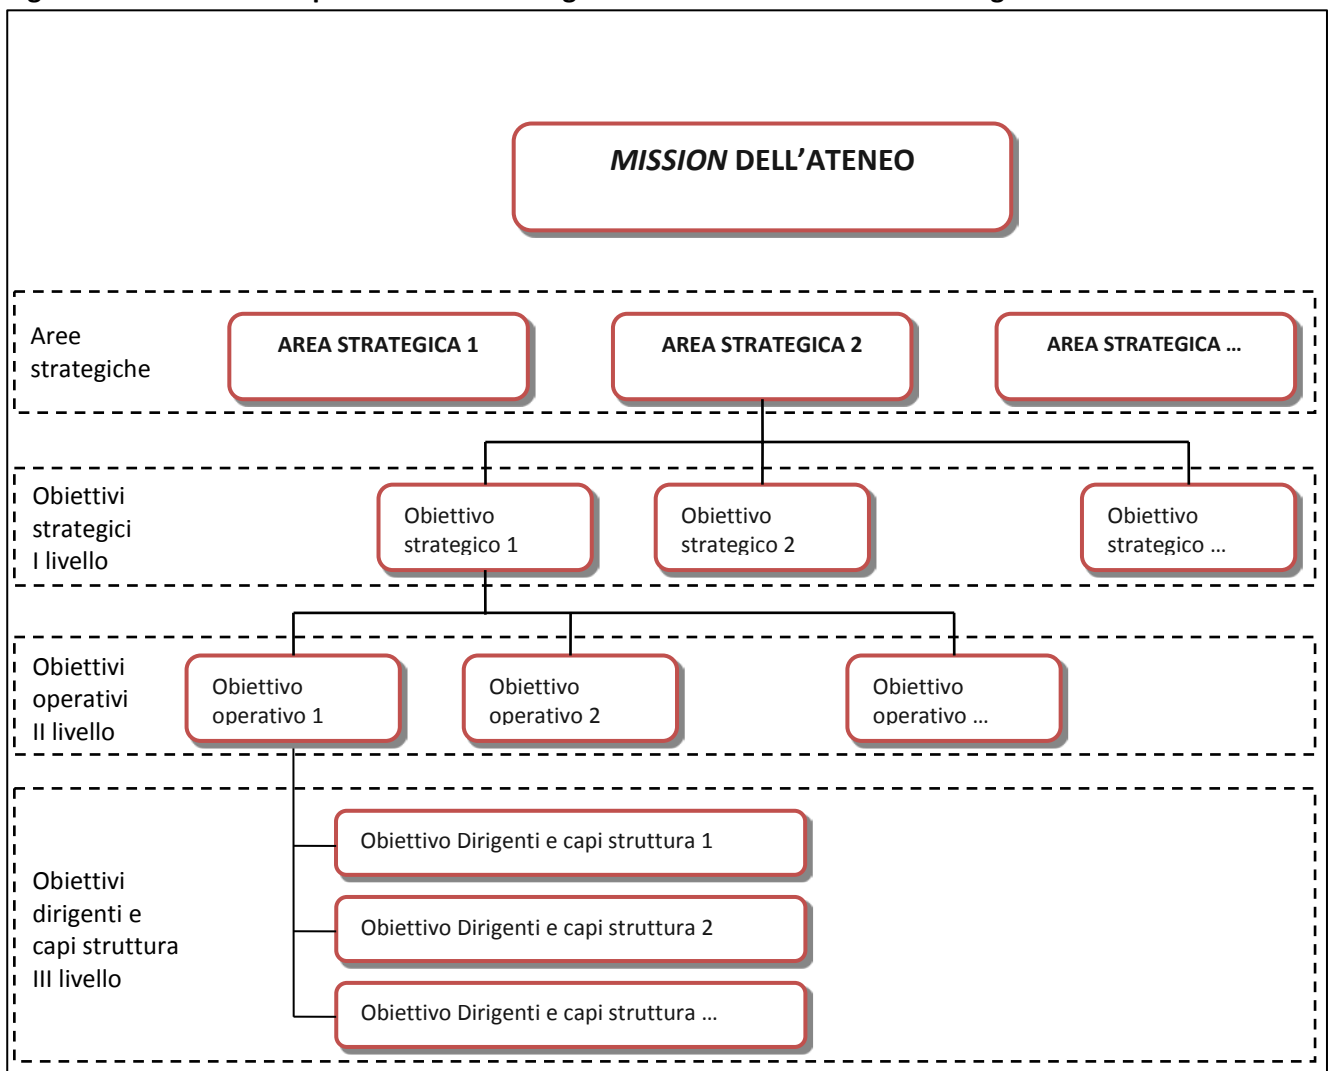 MISSION DELL’ATENEO
Aree
strategiche
AREA STRATEGICA 1
AREA STRATEGICA 2
AREA STRATEGICA …
Obiettivi
strategici
I livello
Obiettivo
strategico 1
Obiettivo
strategico 2
Obiettivo
strategico …
Obiettivi
operativi
II livello
Obiettivo
operativo 1
Obiettivo
operativo 2
Obiettivo
operativo …
Obiettivi
dirigenti e
capi struttura
III livello
Obiettivo Dirigenti e capi struttura 1
Obiettivo Dirigenti e capi struttura 2
Obiettivo Dirigenti e capi struttura …